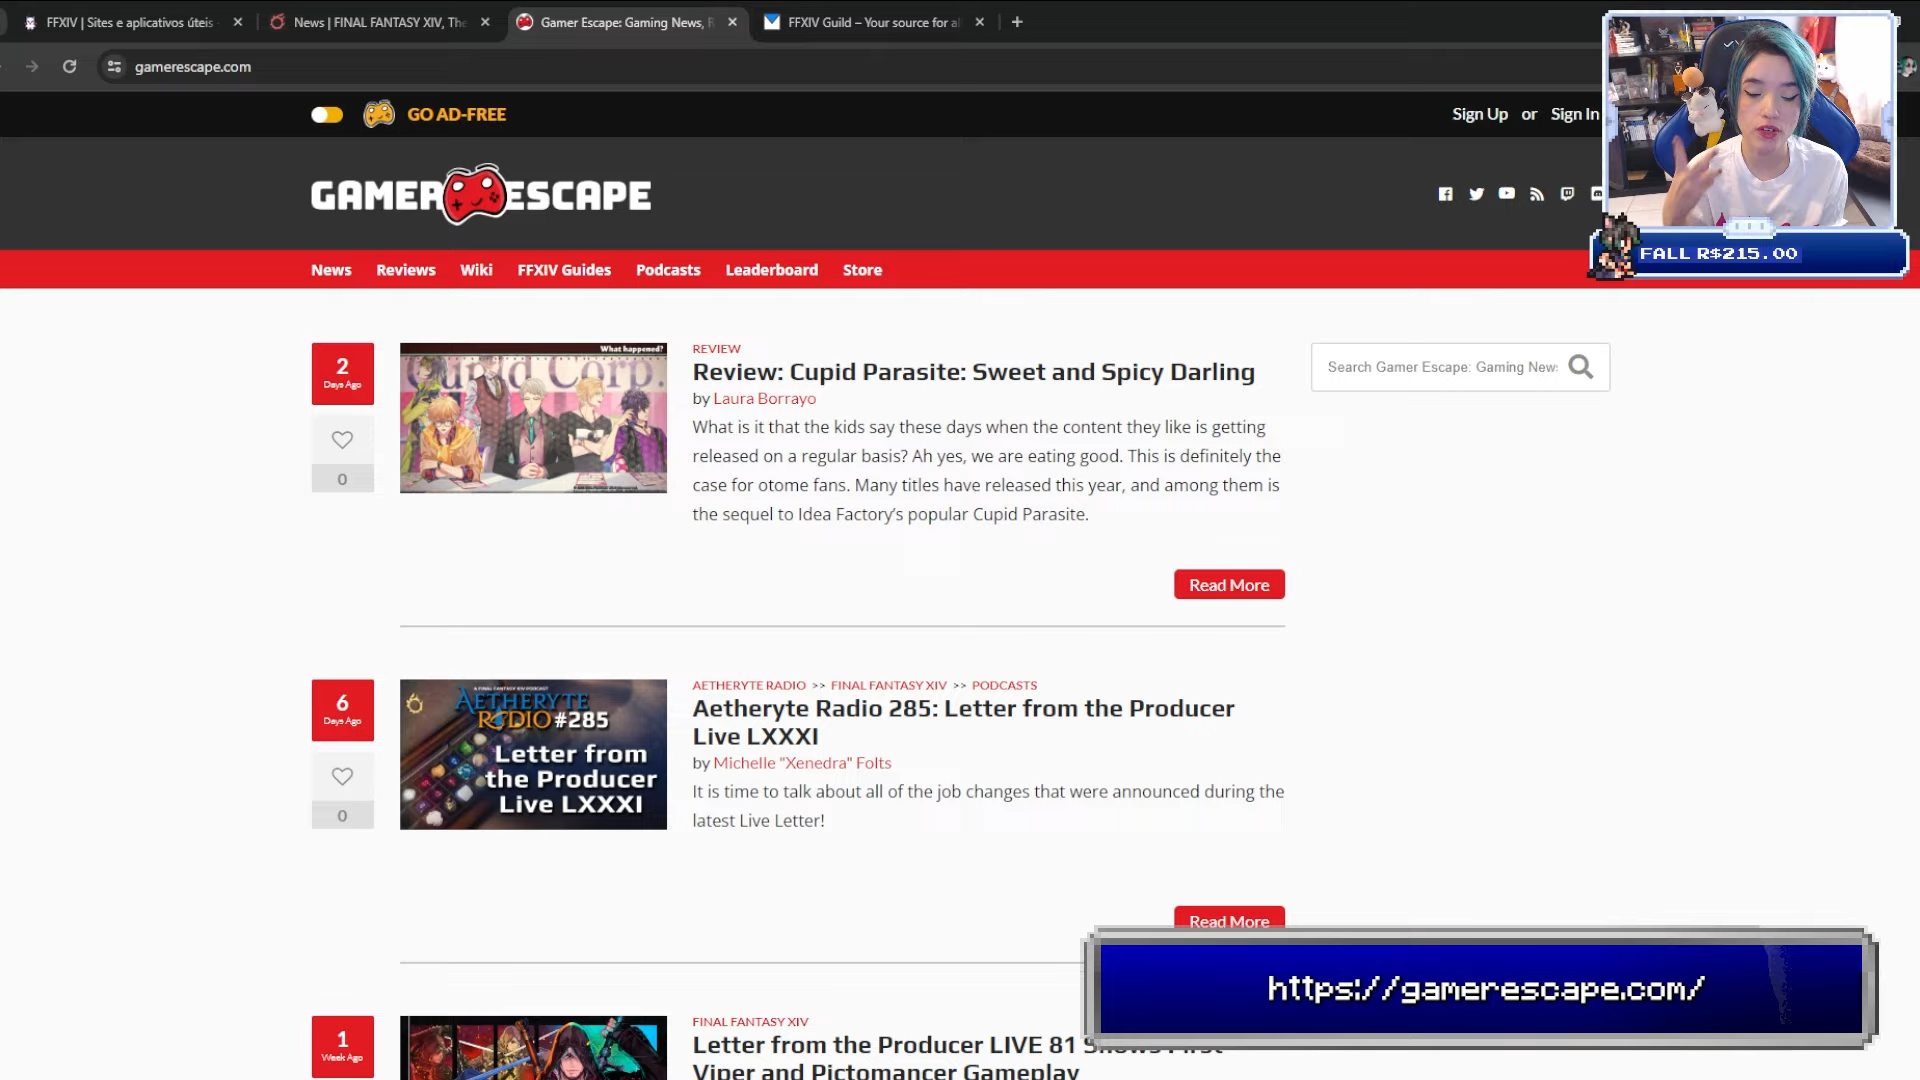 FFXIV | Sites e aplicativos úteis
News | FINAL FANTASY XIV, The
Gamer Escape: Gaming News, R
FFXIV Guild – Your source for al
gamerescape.com
GO AD-FREE
Sign Up or Sign In
GAMER ESCAPE
FALL R$215.00
News
Reviews
Wiki
FFXIV Guides
Podcasts
Leaderboard
Store
2
Days Ago
0
What happened?
Cupid Corp.
REVIEW
Review: Cupid Parasite: Sweet and Spicy Darling
by Laura Borrayo
What is it that the kids say these days when the content they like is getting
released on a regular basis? Ah yes, we are eating good. This is definitely the
case for otome fans. Many titles have released this year, and among them is
the sequel to Idea Factory’s popular Cupid Parasite.
Read More
Search Gamer Escape: Gaming News
6
Days Ago
0
A FINAL FANTASY XIV PODCAST
AETHERYTE
RADIO #285
Letter from
the Producer
Live LXXXI
AETHERYTE RADIO >> FINAL FANTASY XIV >> PODCASTS
Aetheryte Radio 285: Letter from the Producer
Live LXXXI
by Michelle "Xenedra" Folts
It is time to talk about all of the job changes that were announced during the
latest Live Letter!
Read More
https://gamerescape.com/
1
Week Ago
FINAL FANTASY XIV
Letter from the Producer LIVE 81 Shows First
Viper and Pictomancer Gameplay